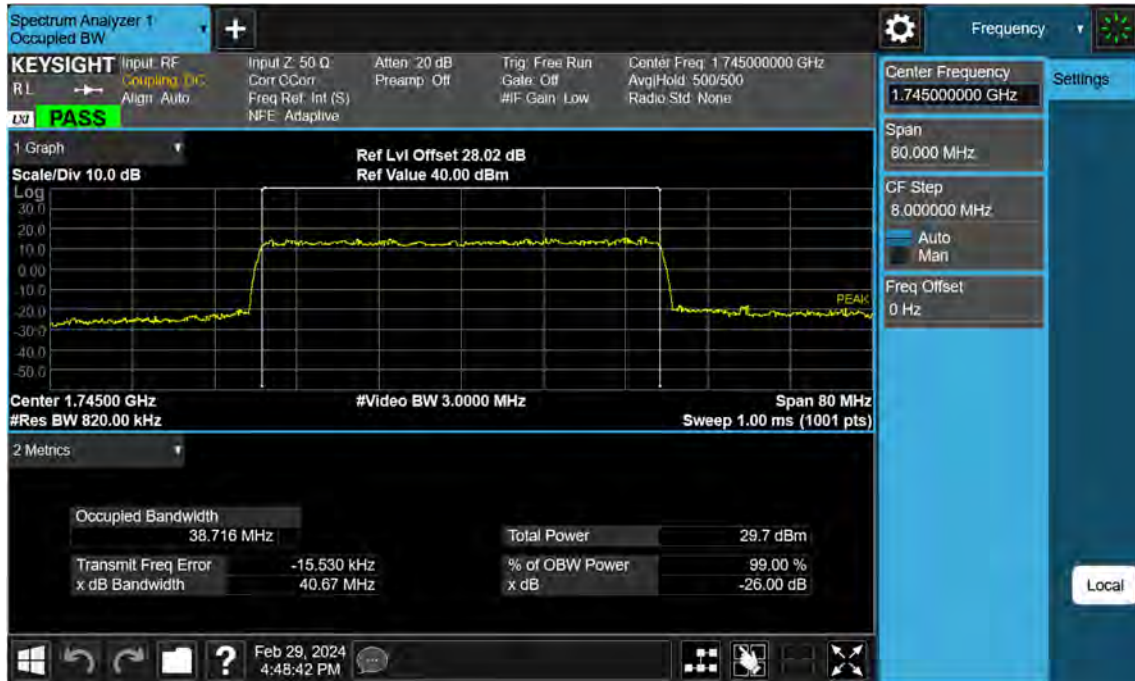 Spectrum Analyzer 1
Occupied BW
+
Frequency
KEYSIGHT
RL
LXI PASS
Input: RF
Coupling: DC
Align: Auto
Input Z: 50 Ω
Corr CCorr
Freq Ref: Int (S)
NFE: Adaptive
Atten: 20 dB
Preamp: Off
Trig: Free Run
Gate: Off
#IF Gain: Low
Center Freq: 1.745000000 GHz
Avg|Hold: 500/500
Radio Std: None
1 Graph
Scale/Div 10.0 dB
Ref Lvl Offset 28.02 dB
Ref Value 40.00 dBm
Log
30.0
20.0
10.0
0.00
-10.0
-20.0
-30.0
-40.0
-50.0
PEAK
Center 1.74500 GHz
#Res BW 820.00 kHz
#Video BW 3.0000 MHz
Span 80 MHz
Sweep 1.00 ms (1001 pts)
2 Metrics
Occupied Bandwidth
38.716 MHz
Transmit Freq Error -15.530 kHz
x dB Bandwidth 40.67 MHz
Total Power 29.7 dBm
% of OBW Power 99.00 %
x dB -26.00 dB
Center Frequency
1.745000000 GHz
Span
80.000 MHz
CF Step
8.000000 MHz
Auto
Man
Freq Offset
0 Hz
Settings
Local
?
Feb 29, 2024
4:48:42 PM